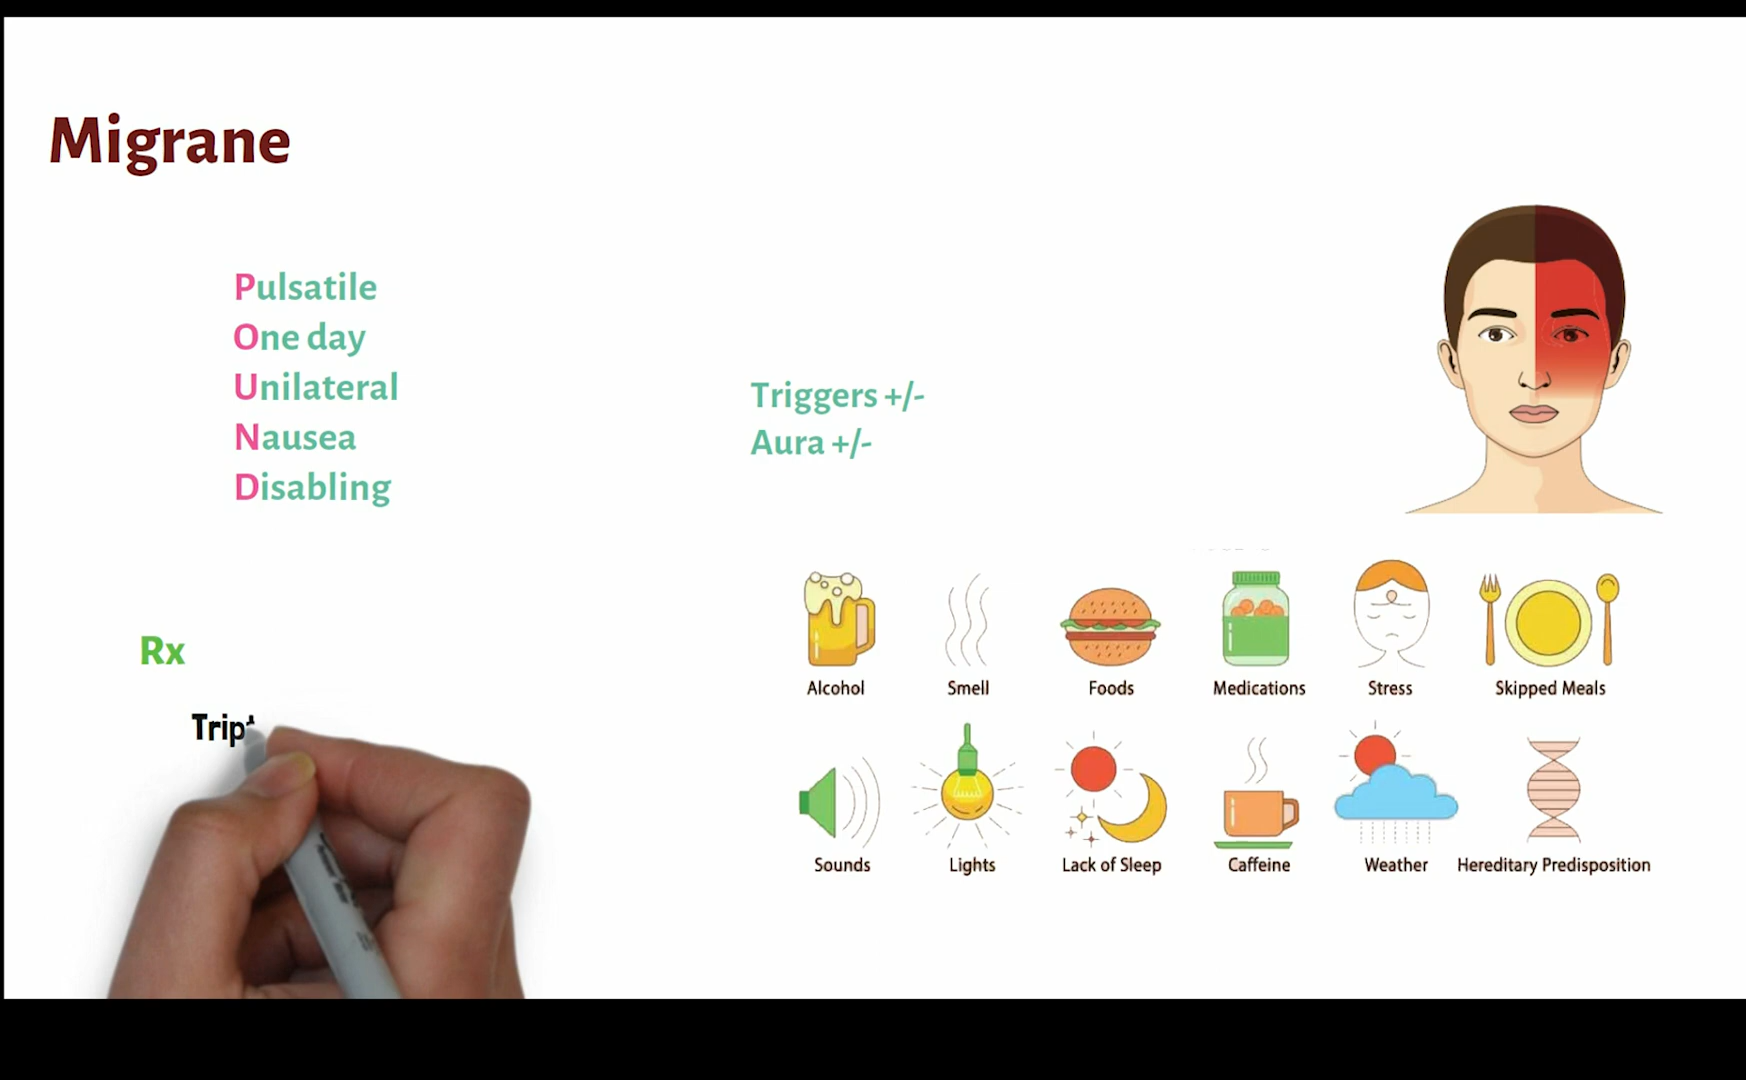 Migrane
Pulsatile
One day
Unilateral
Nausea
Disabling
Triggers +/-
Aura +/-
Rx
Alcohol
Smell
Foods
Medications
Stress
Skipped Meals
Sounds
Lights
Lack of Sleep
Caffeine
Weather
Hereditary Predisposition